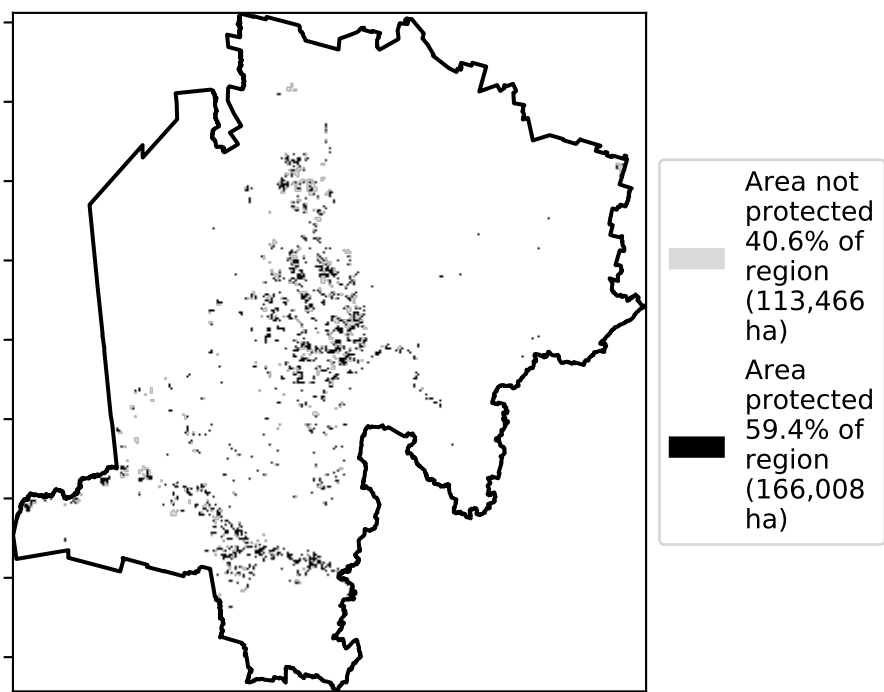 Area not
protected
40.6% of
region
(113,466
ha)
Area
protected
59.4% of
region
(166,008
ha)